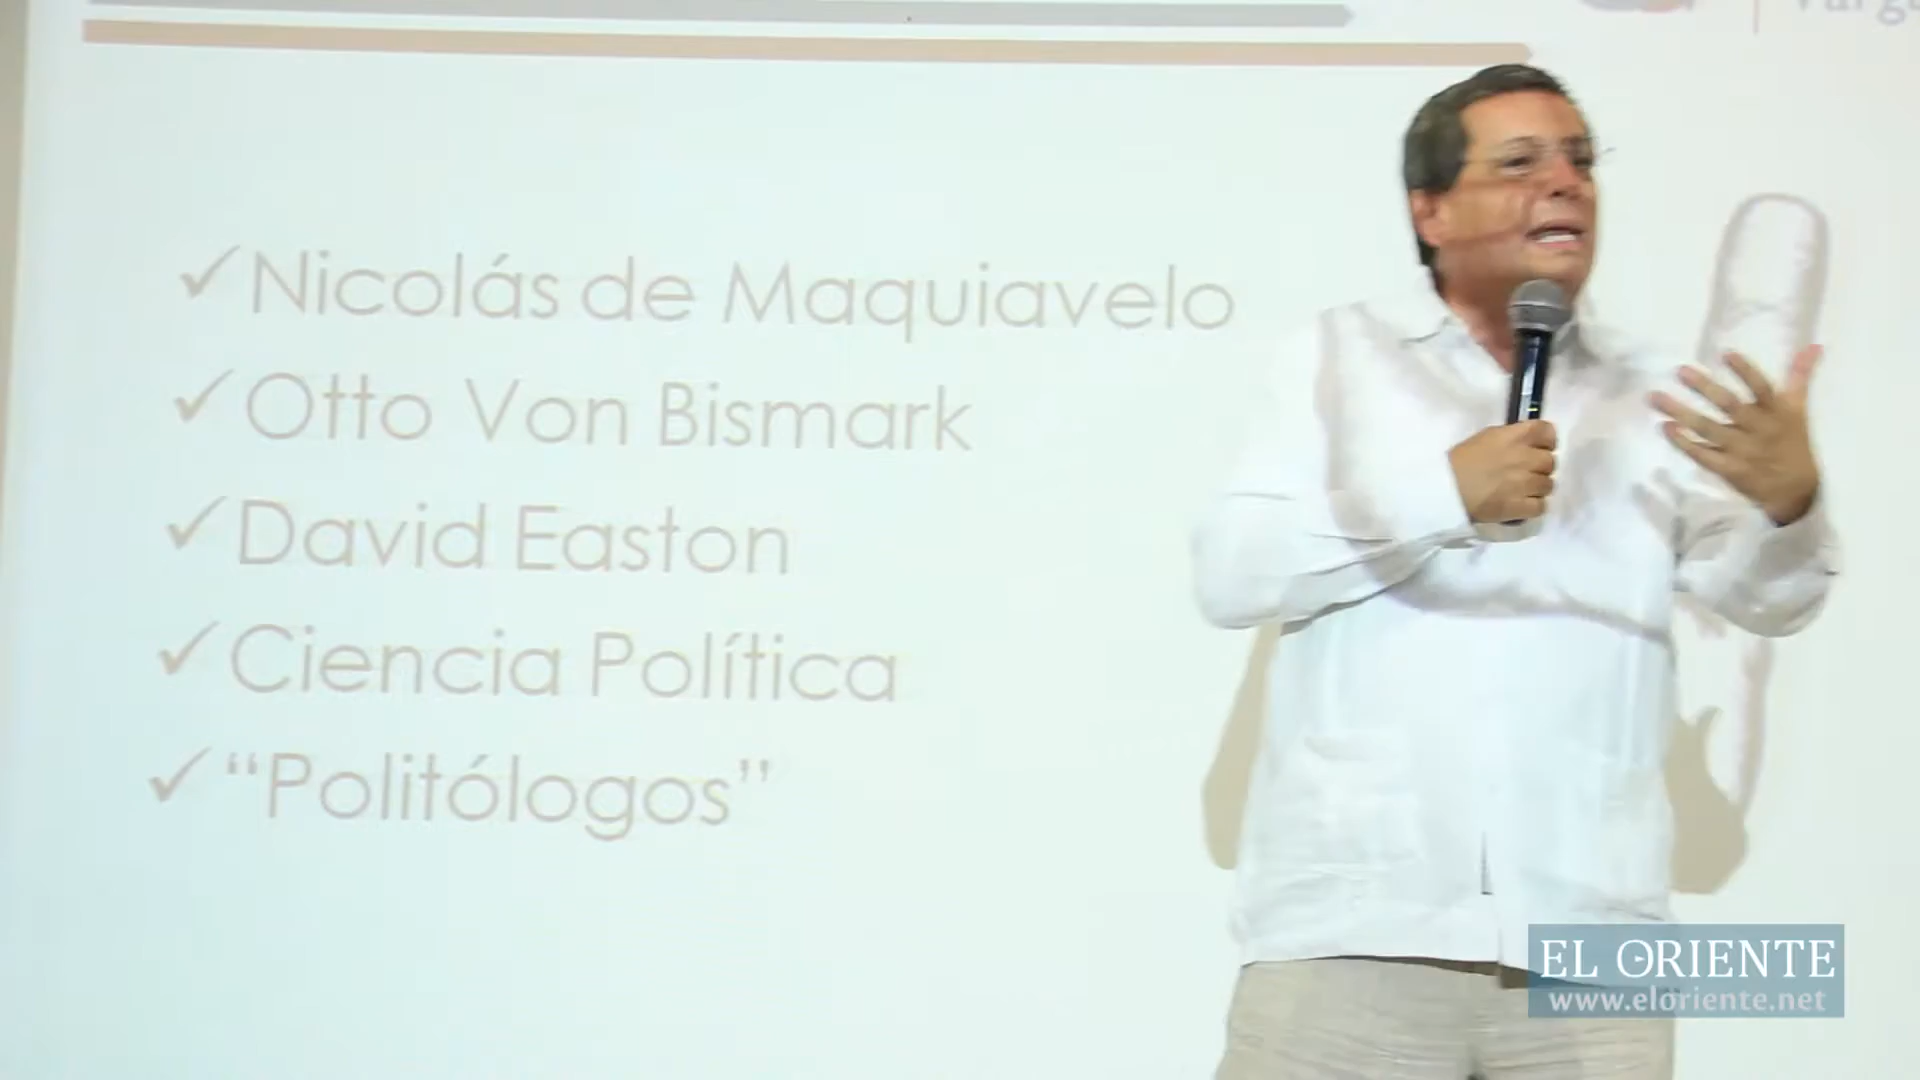 Nicolás de Maquiavelo
Otto Von Bismark
David Easton
Ciencia Política
“Politólogos”
EL ORIENTE
www.eloriente.net